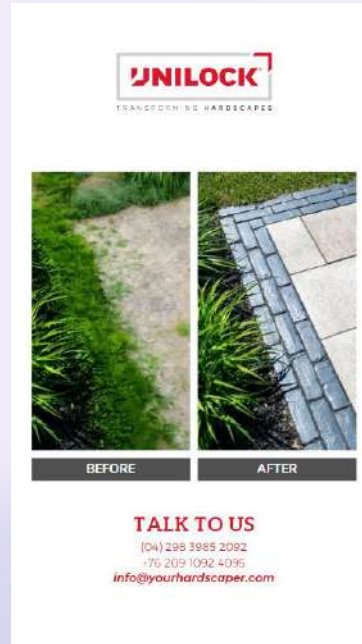 UNILOCK
TRANSFORMING HARDSCAPES
BEFORE
AFTER
TALK TO US
(04) 298 3985 2092
+76 209 1092 4095
info@yourhardscaper.com